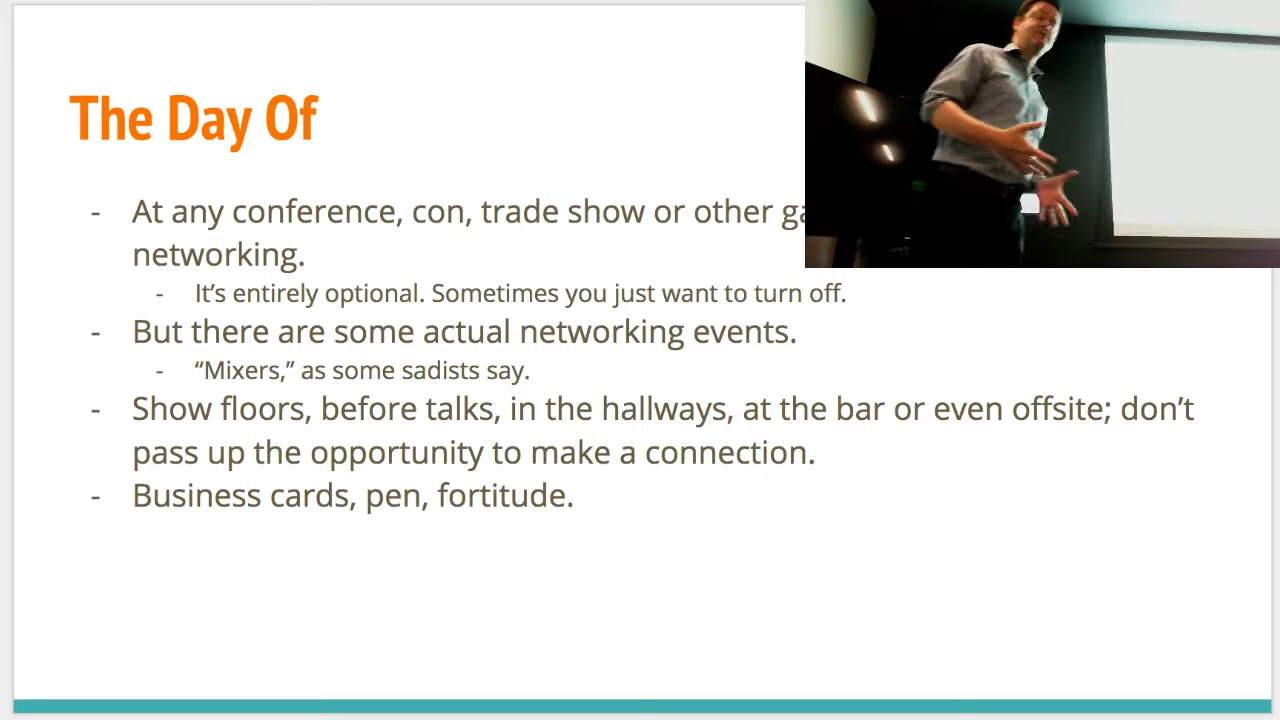 The Day Of
- At any conference, con, trade show or other
networking.
- It’s entirely optional. Sometimes you just want to turn off.
- But there are some actual networking events.
- “Mixers,” as some sadists say.
- Show floors, before talks, in the hallways, at the bar or even offsite; don’t
pass up the opportunity to make a connection.
- Business cards, pen, fortitude.